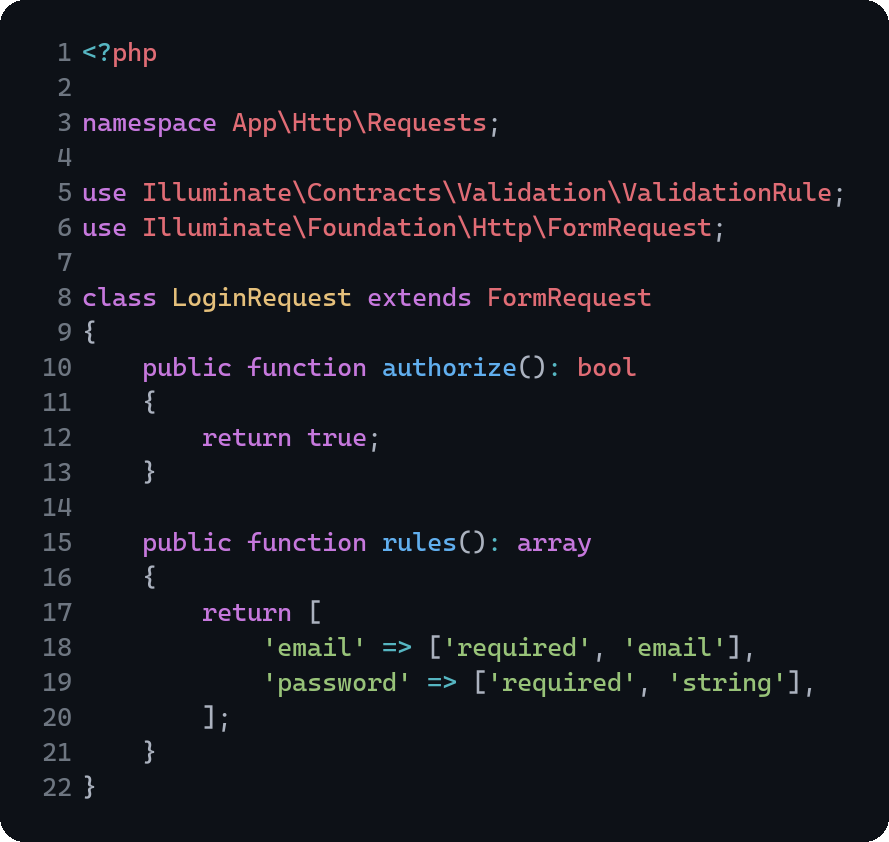 1 <?php
2
3 namespace App\Http\Requests;
4
5 use Illuminate\Contracts\Validation\ValidationRule;
6 use Illuminate\Foundation\Http\FormRequest;
7
8 class LoginRequest extends FormRequest
9 {
10     public function authorize(): bool
11     {
12         return true;
13     }
14
15     public function rules(): array
16     {
17         return [
18             'email' => ['required', 'email'],
19             'password' => ['required', 'string'],
20         ];
21     }
22 }